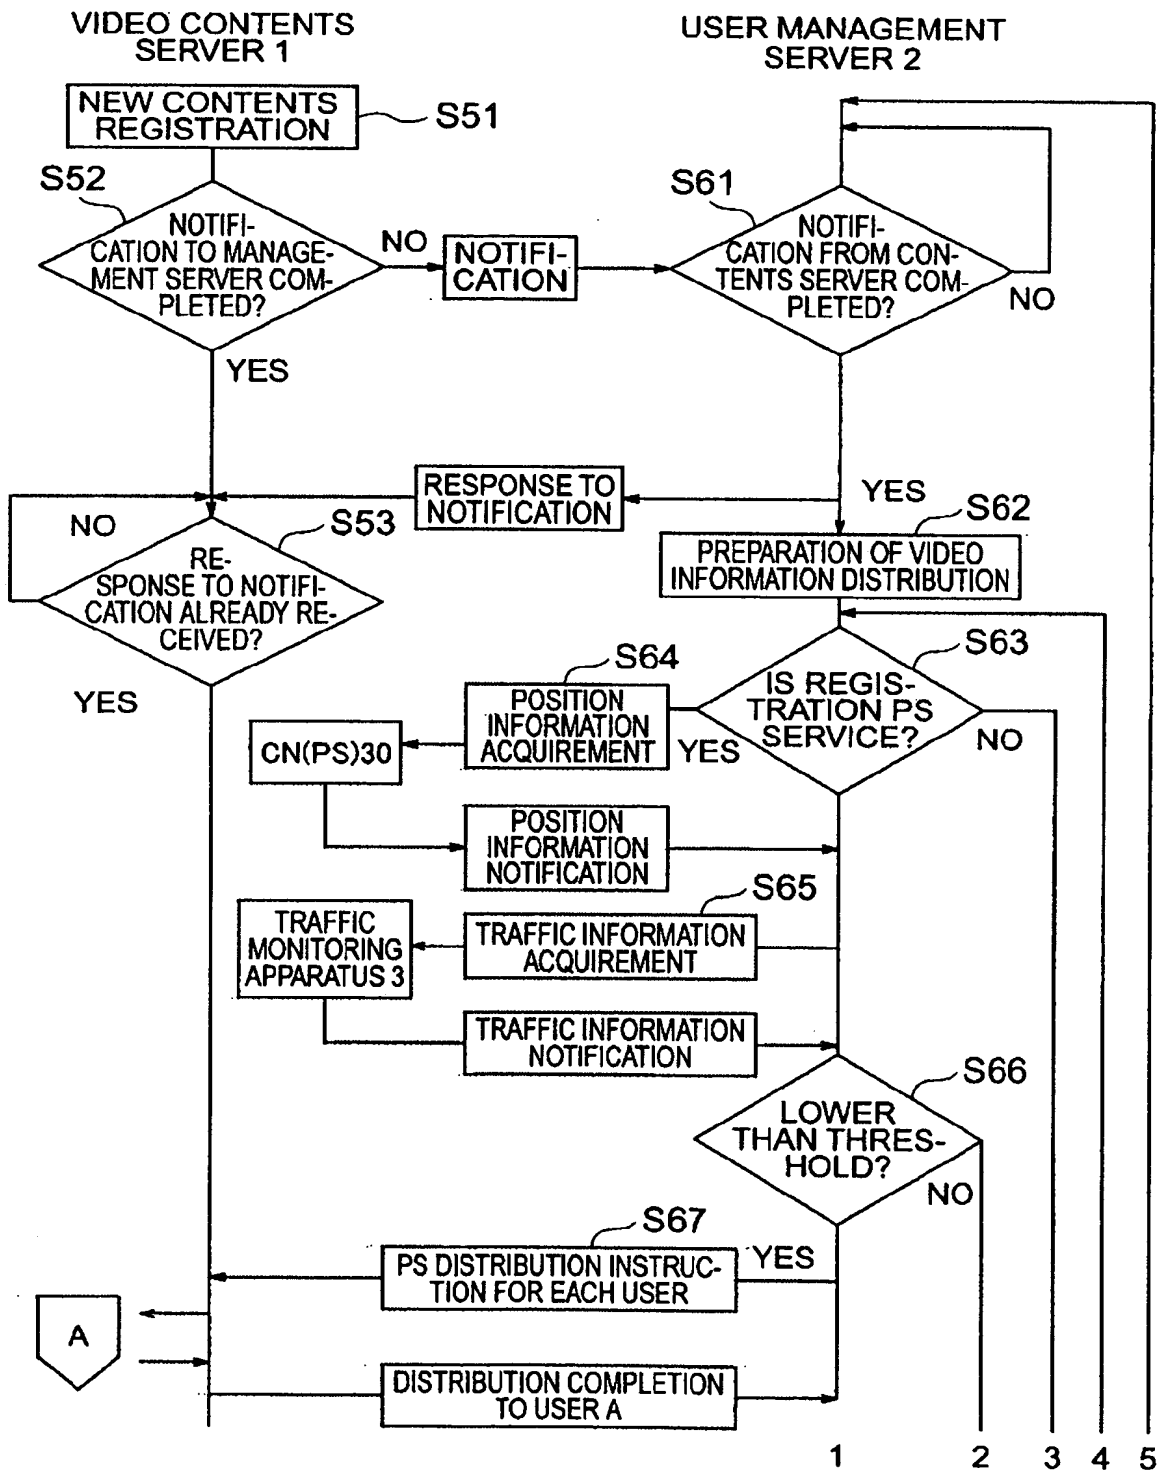 VIDEO CONTENTS
SERVER 1
USER MANAGEMENT
SERVER 2
NEW CONTENTS
REGISTRATION
S51
S52
NOTIFI-
CATION TO MANAGE-
MENT SERVER COM-
PLETED?
NO
NOTIFI-
CATION
S61
NOTIFI-
CATION FROM CON-
TENTS SERVER COM-
PLETED?
NO
YES
RESPONSE TO
NOTIFICATION
YES
S62
PREPARATION OF VIDEO
INFORMATION DISTRIBUTION
NO
S53
RE-
SPONSE TO NOTIFI-
CATION ALREADY RE-
CEIVED?
YES
S63
IS REGIS-
TRATION PS
SERVICE?
NO
YES
S64
POSITION
INFORMATION
ACQUIREMENT
CN(PS)30
POSITION
INFORMATION
NOTIFICATION
S65
TRAFFIC INFORMATION
ACQUIREMENT
TRAFFIC
MONITORING
APPARATUS 3
TRAFFIC INFORMATION
NOTIFICATION
S66
LOWER
THAN THRES-
HOLD?
NO
YES
S67
PS DISTRIBUTION INSTRUC-
TION FOR EACH USER
A
DISTRIBUTION COMPLETION
TO USER A
1 2 3 4 5